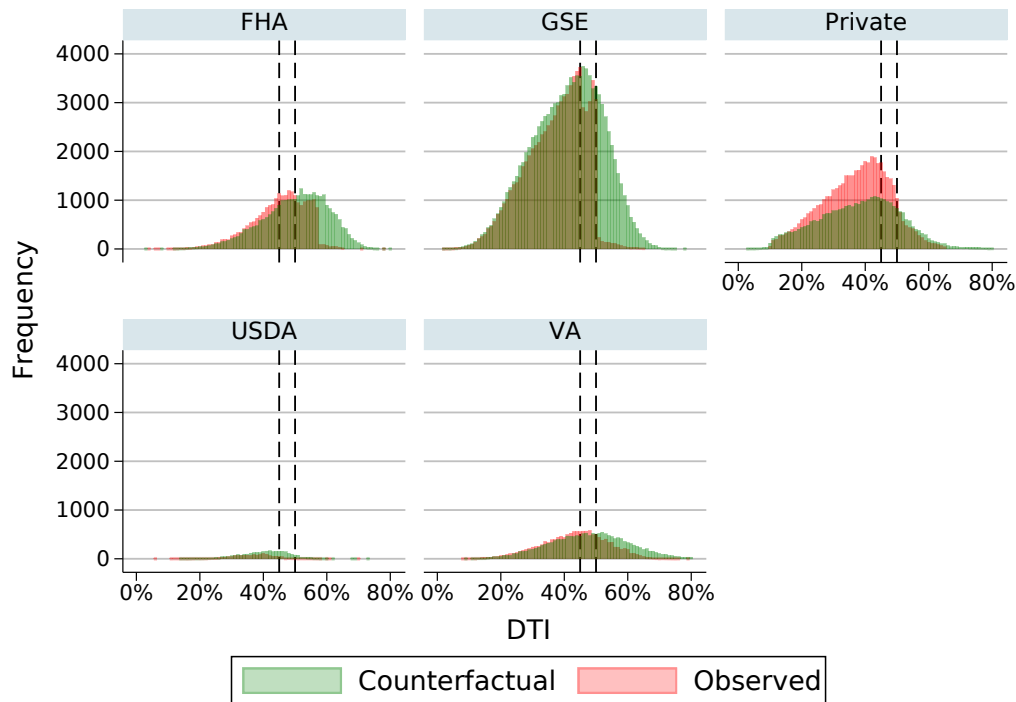 FHA GSE Private
4000
3000
2000
1000
0
0% 20% 40% 60% 80%
USDA VA
4000
3000
2000
1000
0
0% 20% 40% 60% 80% 0% 20% 40% 60% 80%
Frequency
DTI
Counterfactual Observed